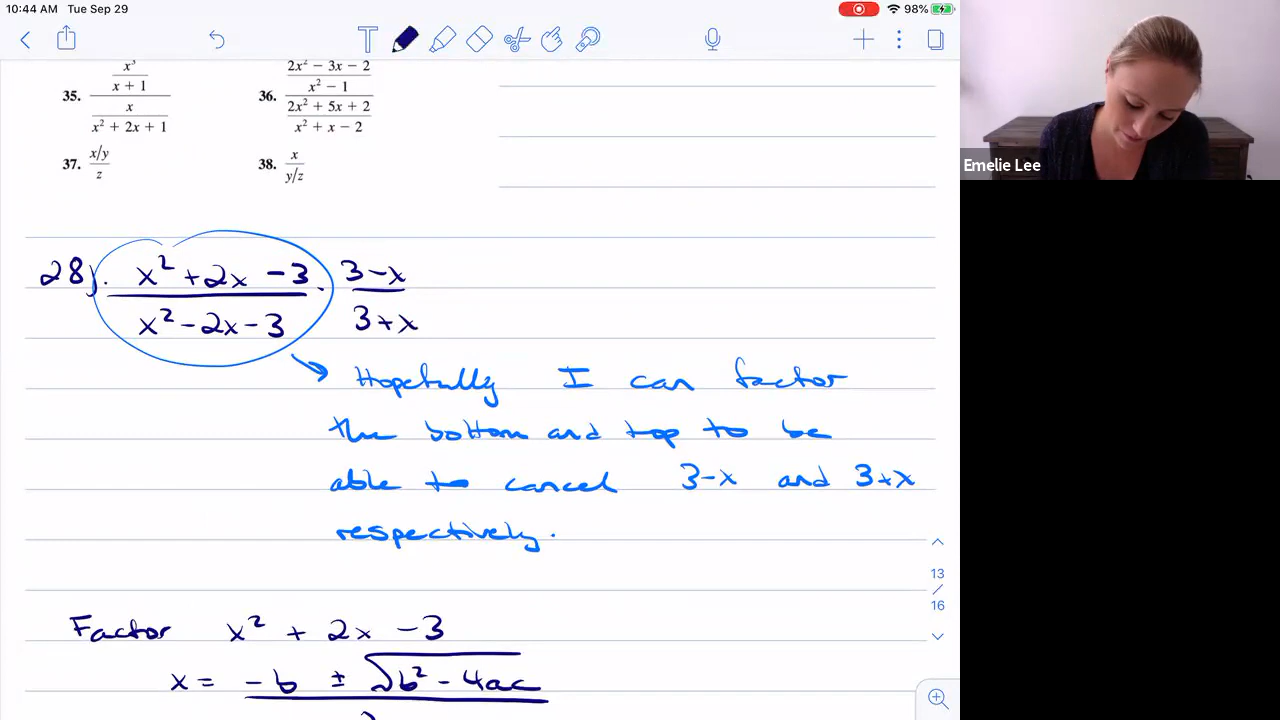 10:44 AM Tue Sep 29
98%
x³
x + 1
35.
x
x² + 2x + 1
2x² − 3x − 2
x² − 1
36.
2x² + 5x + 2
x² + x − 2
37. x/y
z
38. x
y/z
Emelie Lee
28). x² + 2x − 3 . 3 − x
x² − 2x − 3 3 + x
Hopefully I can factor
the bottom and top to be
able to cancel 3-x and 3+x
respectively.
13
/
16
Factor x² + 2x − 3
x = −b ± √b² − 4ac